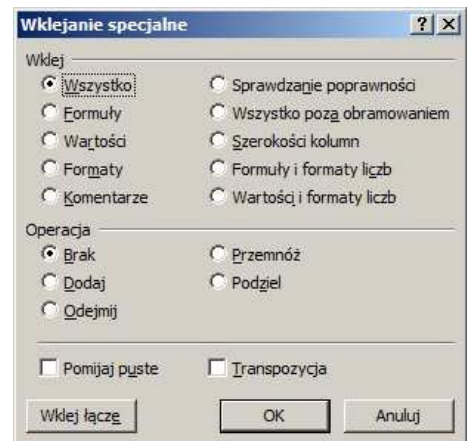 Wklejanie specjalne
Wklej
Wszystko
Sprawdzanie poprawności
Formuły
Wszystko poza obramowaniem
Wartości
Szerokości kolumn
Formaty
Formuły i formaty liczb
Komentarze
Wartości i formaty liczb
Operacja
Brak
Przemnóż
Dodaj
Podziel
Odejmij
Pomijaj puste
Transpozycja
Wklej łącze
OK
Anuluj